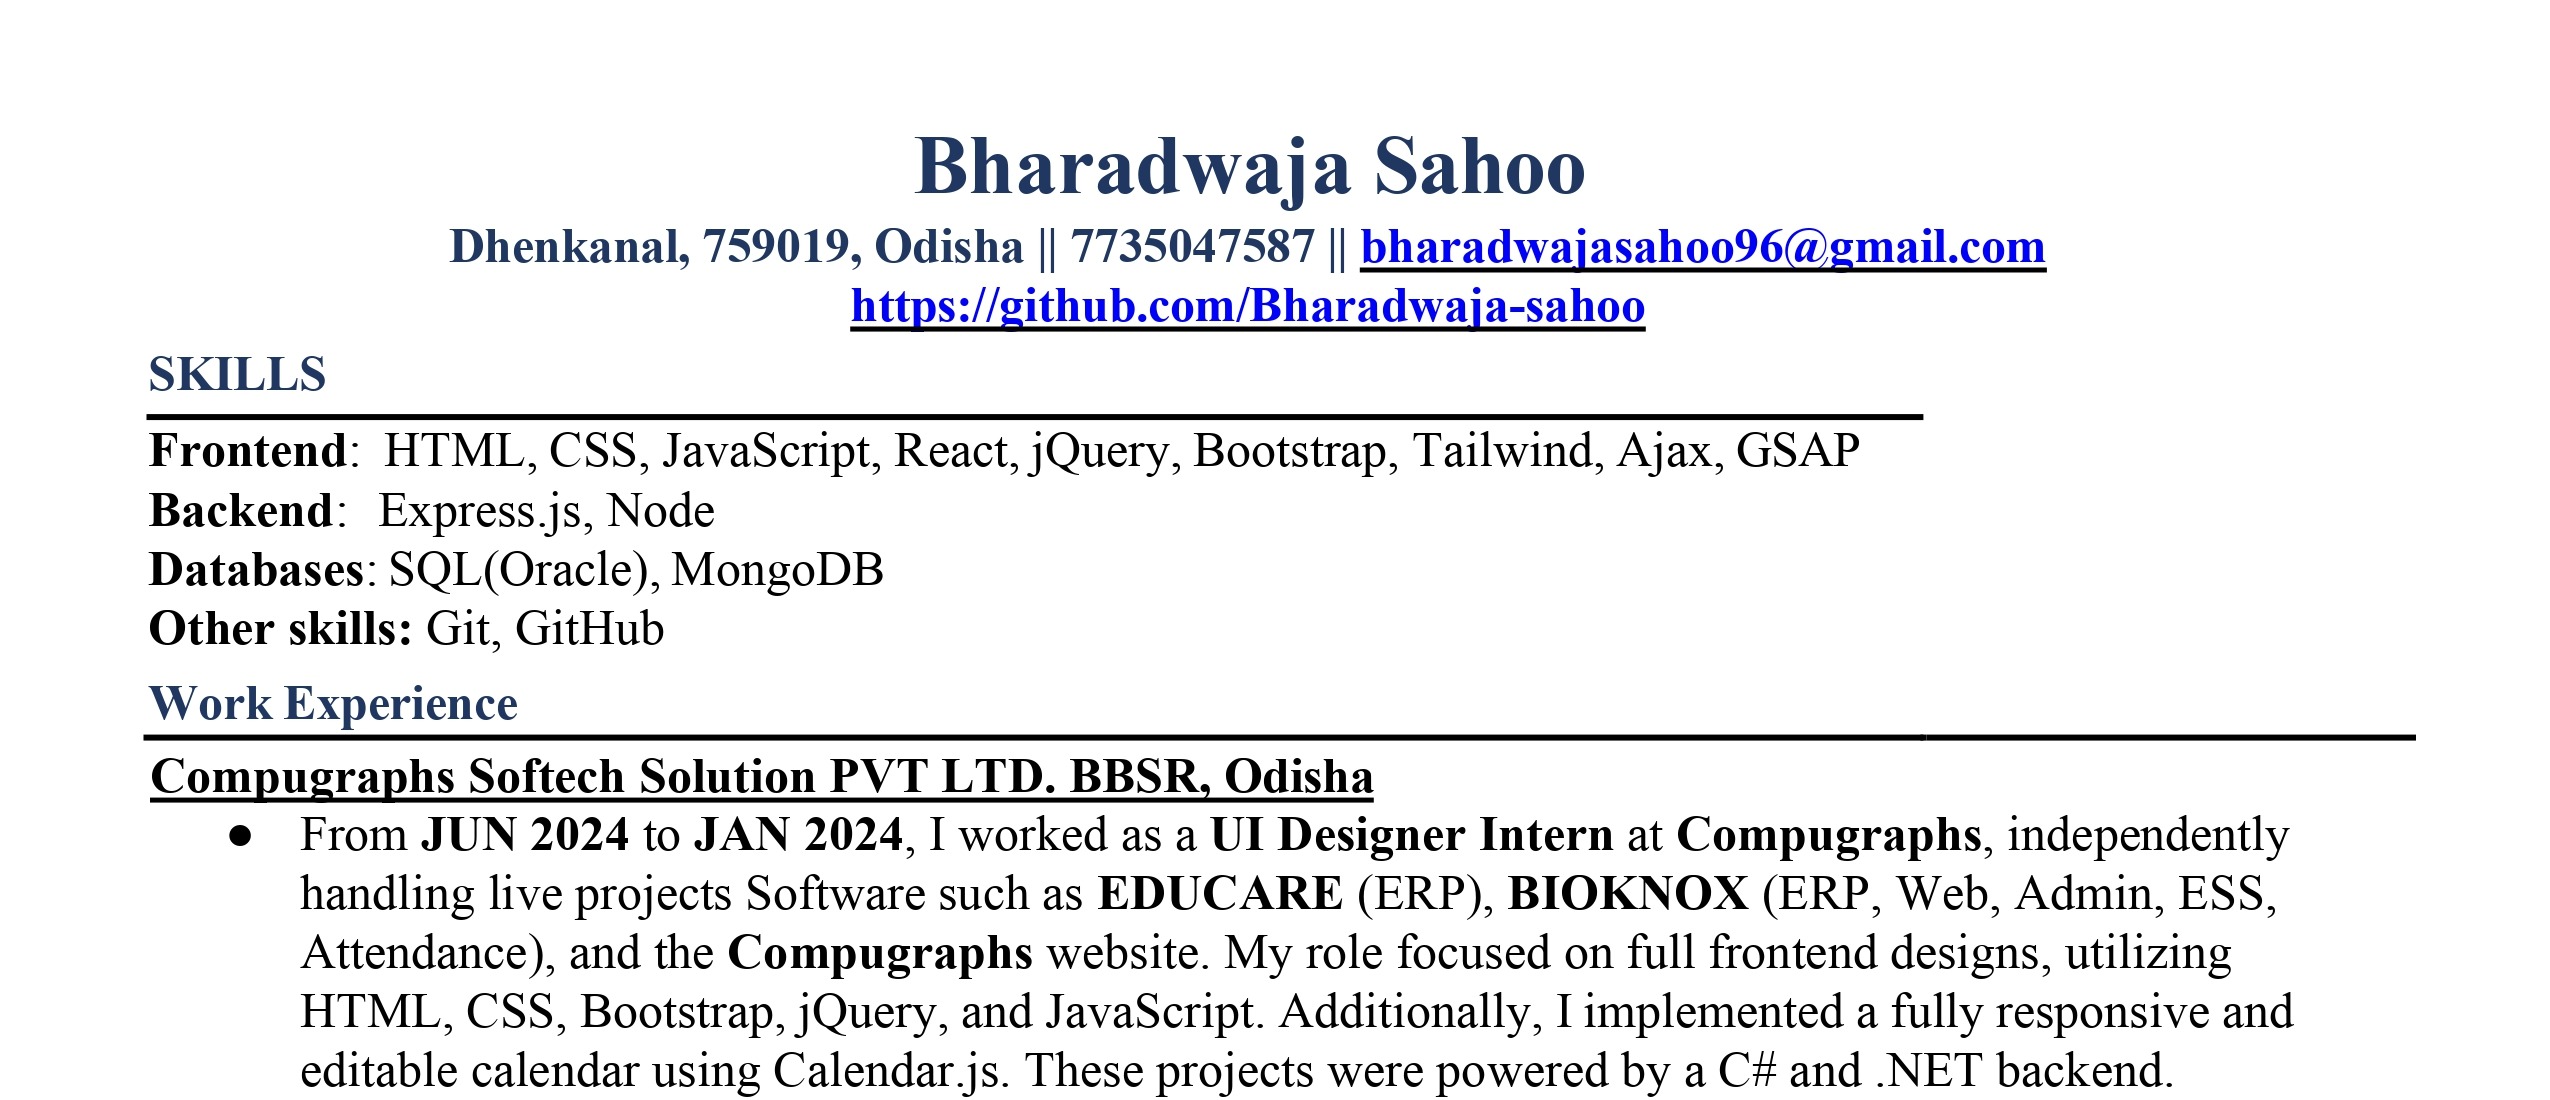 Bharadwaja Sahoo
Dhenkanal, 759019, Odisha || 7735047587 || bharadwajasahoo96@gmail.com
https://github.com/Bharadwaja-sahoo
SKILLS
Frontend: HTML, CSS, JavaScript, React, jQuery, Bootstrap, Tailwind, Ajax, GSAP
Backend: Express.js, Node
Databases: SQL(Oracle), MongoDB
Other skills: Git, GitHub
Work Experience
Compugraphs Softech Solution PVT LTD. BBSR, Odisha
● From JUN 2024 to JAN 2024, I worked as a UI Designer Intern at Compugraphs, independently
handling live projects Software such as EDUCARE (ERP), BIOKNOX (ERP, Web, Admin, ESS,
Attendance), and the Compugraphs website. My role focused on full frontend designs, utilizing
HTML, CSS, Bootstrap, jQuery, and JavaScript. Additionally, I implemented a fully responsive and
editable calendar using Calendar.js. These projects were powered by a C# and .NET backend.